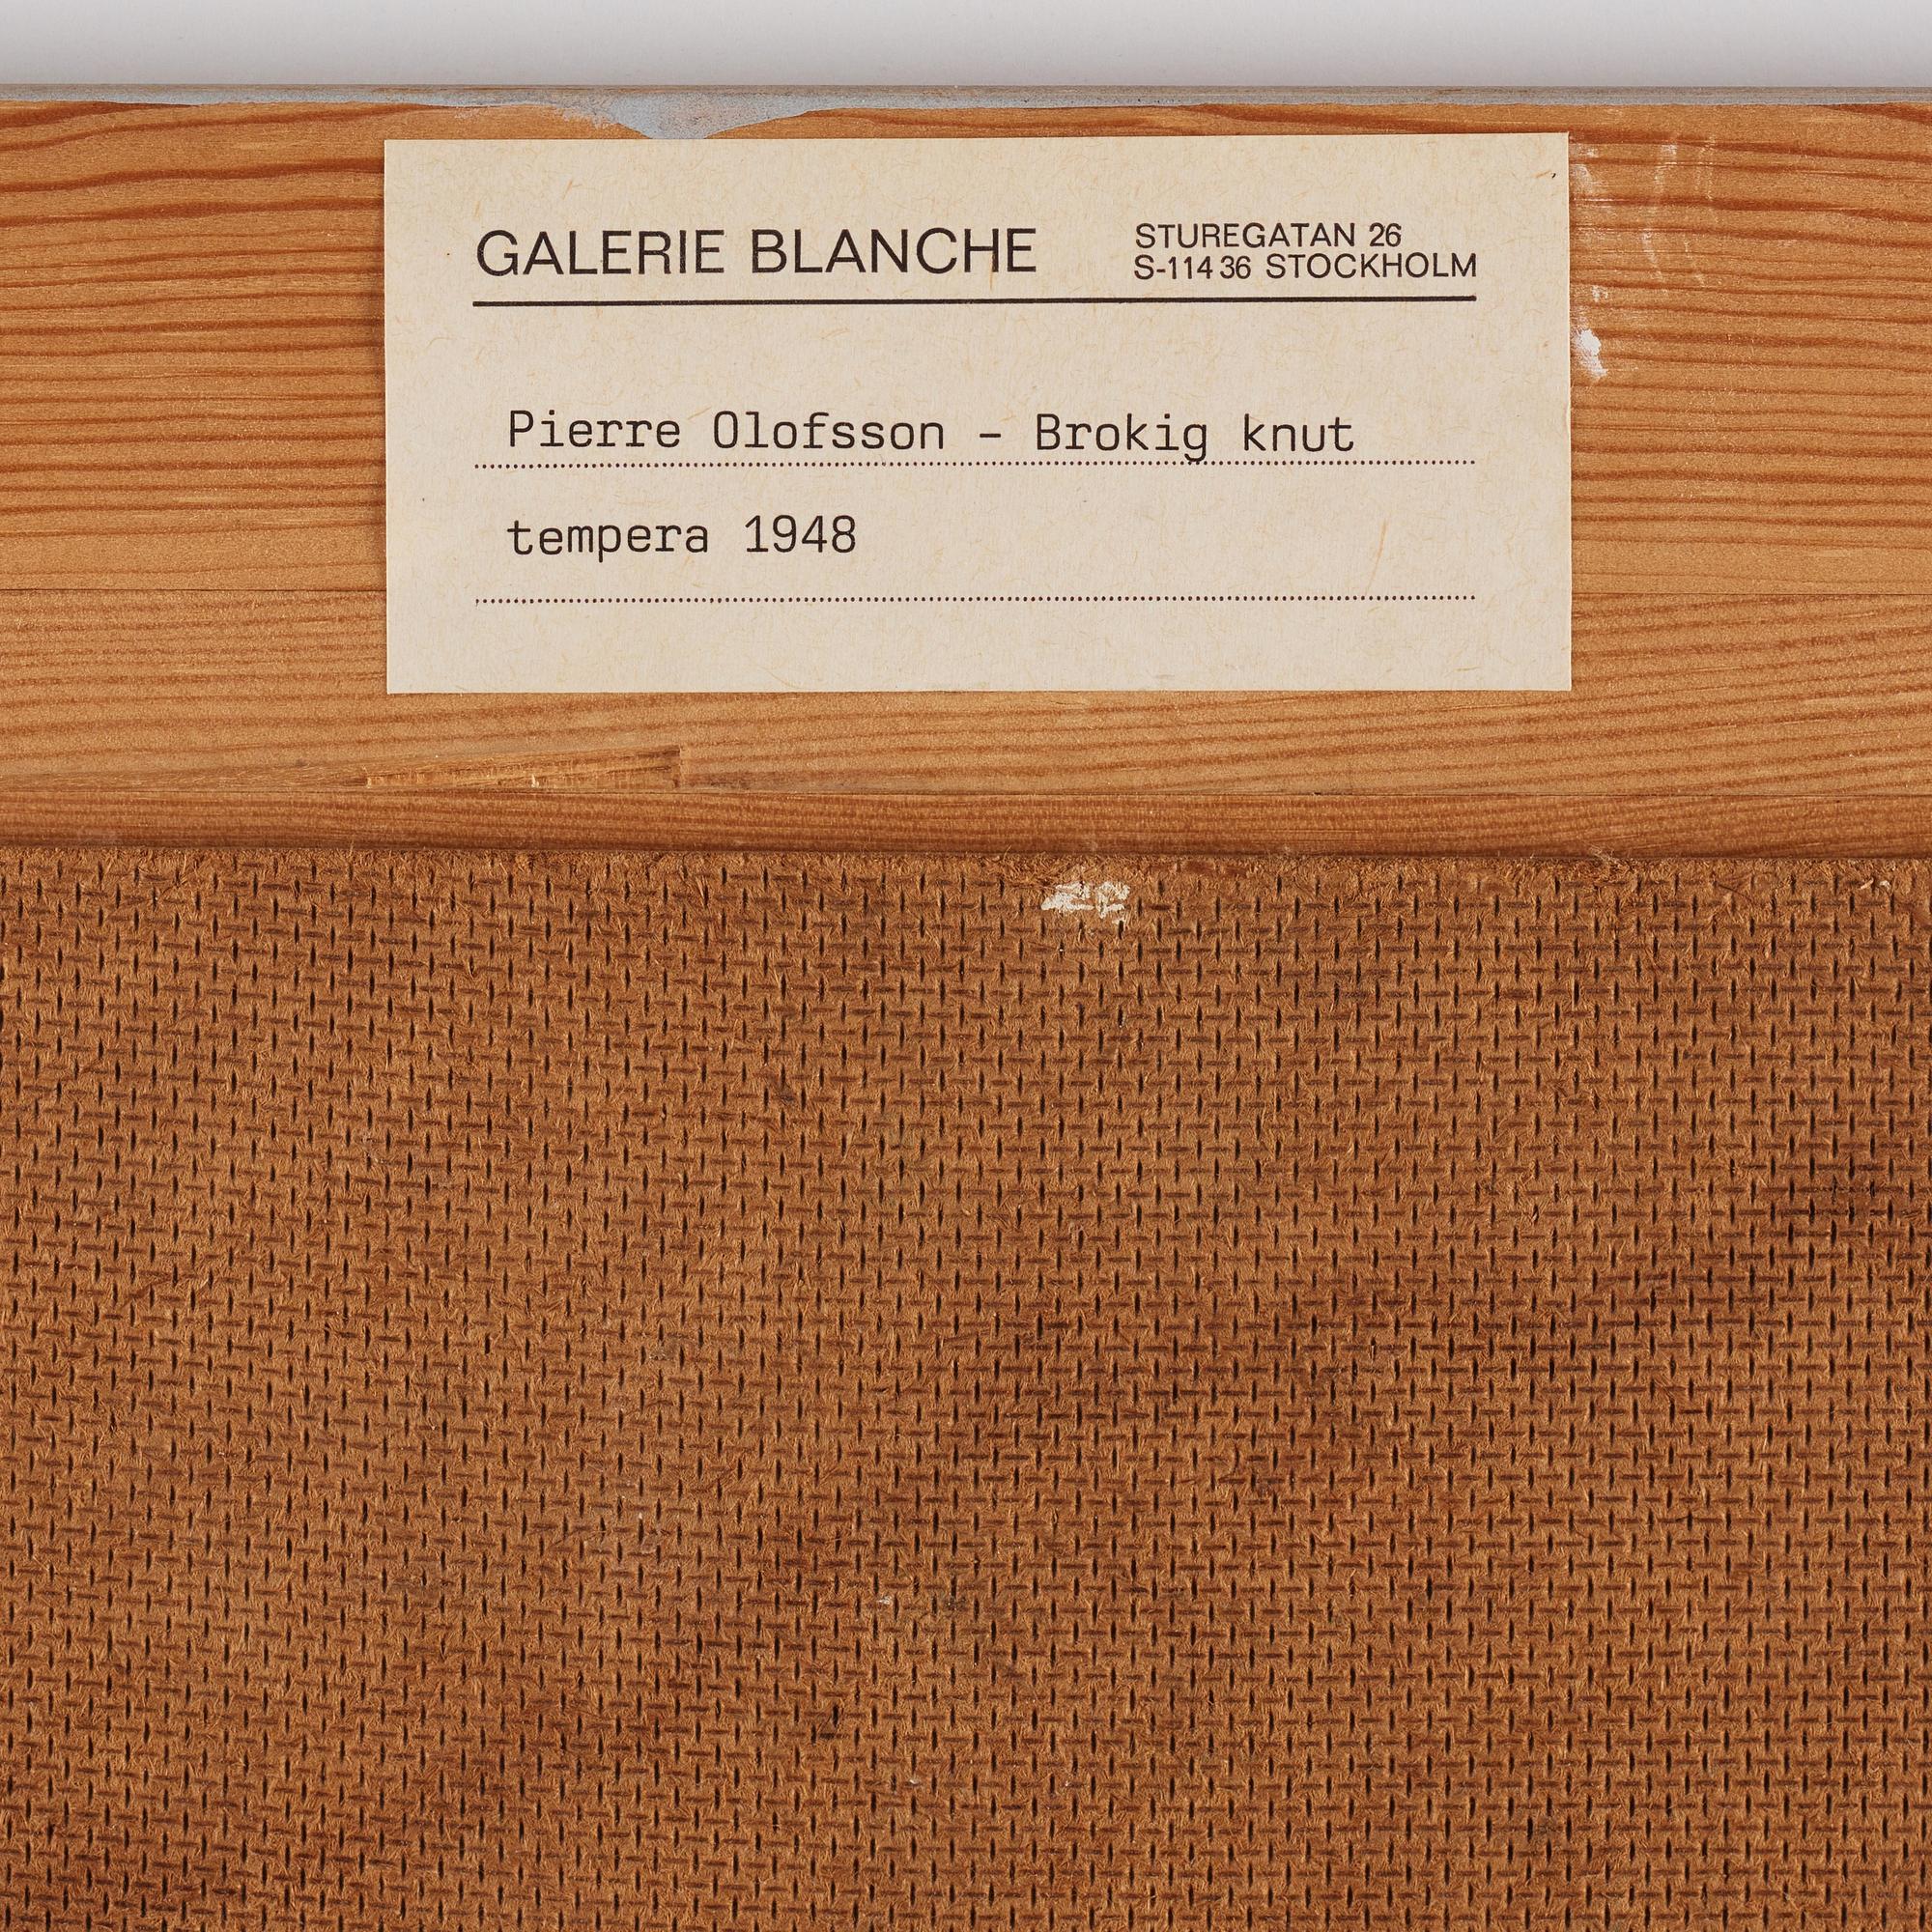 GALERIE BLANCHE
STUREGATAN 26
S-114 36 STOCKHOLM
Pierre Olofsson - Brokig knut
tempera 1948